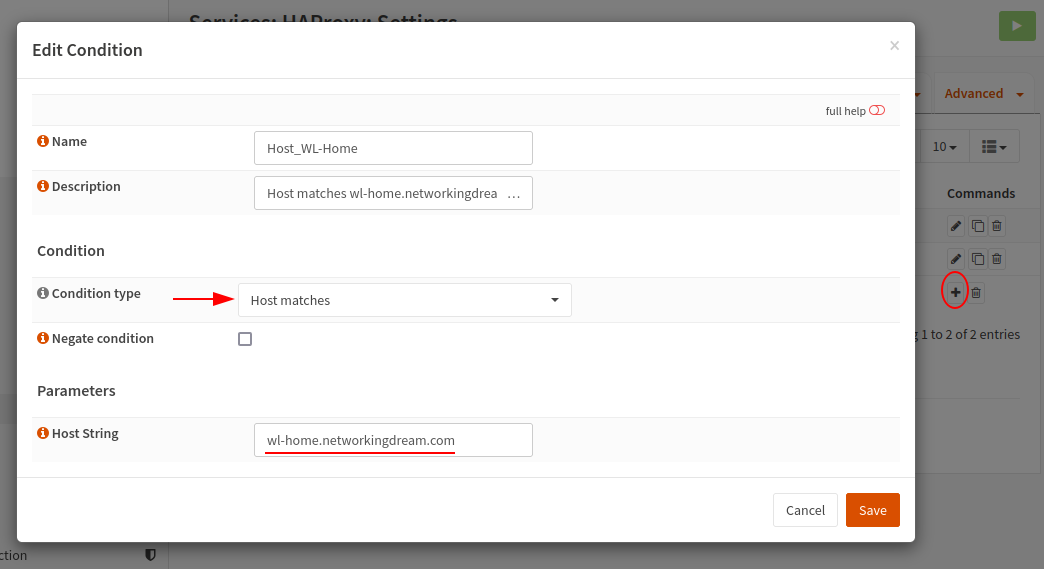 Services: HAProxy: Settings
Edit Condition
×
Advanced
full help
10
Name
Host_WL-Home
Description
Host matches wl-home.networkingdrea ...
Commands
Condition
Condition type
Host matches
Negate condition
1 to 2 of 2 entries
Parameters
Host String
wl-home.networkingdream.com
Cancel
Save
ction